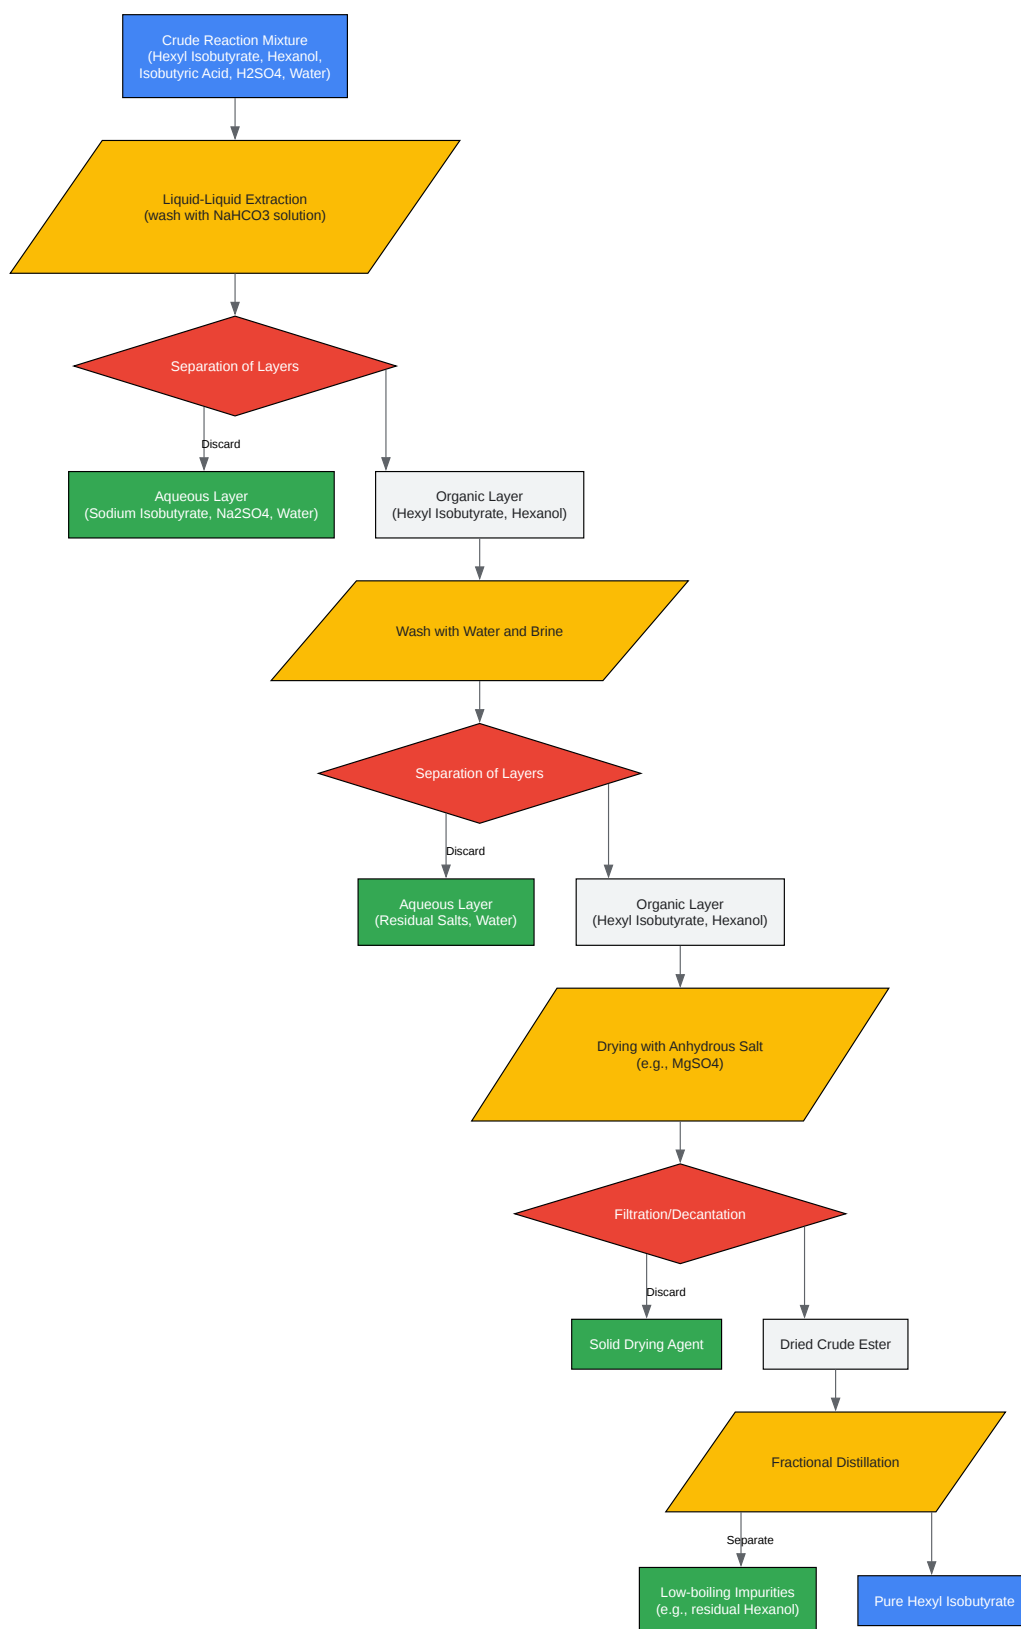 Crude Reaction Mixture
(Hexyl Isobutyrate, Hexanol,
Isobutyric Acid, H2SO4, Water)
Liquid-Liquid Extraction
(wash with NaHCO3 solution)
Separation of Layers
Discard
Aqueous Layer
(Sodium Isobutyrate, Na2SO4, Water)
Organic Layer
(Hexyl Isobutyrate, Hexanol)
Wash with Water and Brine
Separation of Layers
Discard
Aqueous Layer
(Residual Salts, Water)
Organic Layer
(Hexyl Isobutyrate, Hexanol)
Drying with Anhydrous Salt
(e.g., MgSO4)
Filtration/Decantation
Discard
Solid Drying Agent
Dried Crude Ester
Fractional Distillation
Separate
Low-boiling Impurities
(e.g., residual Hexanol)
Pure Hexyl Isobutyrate